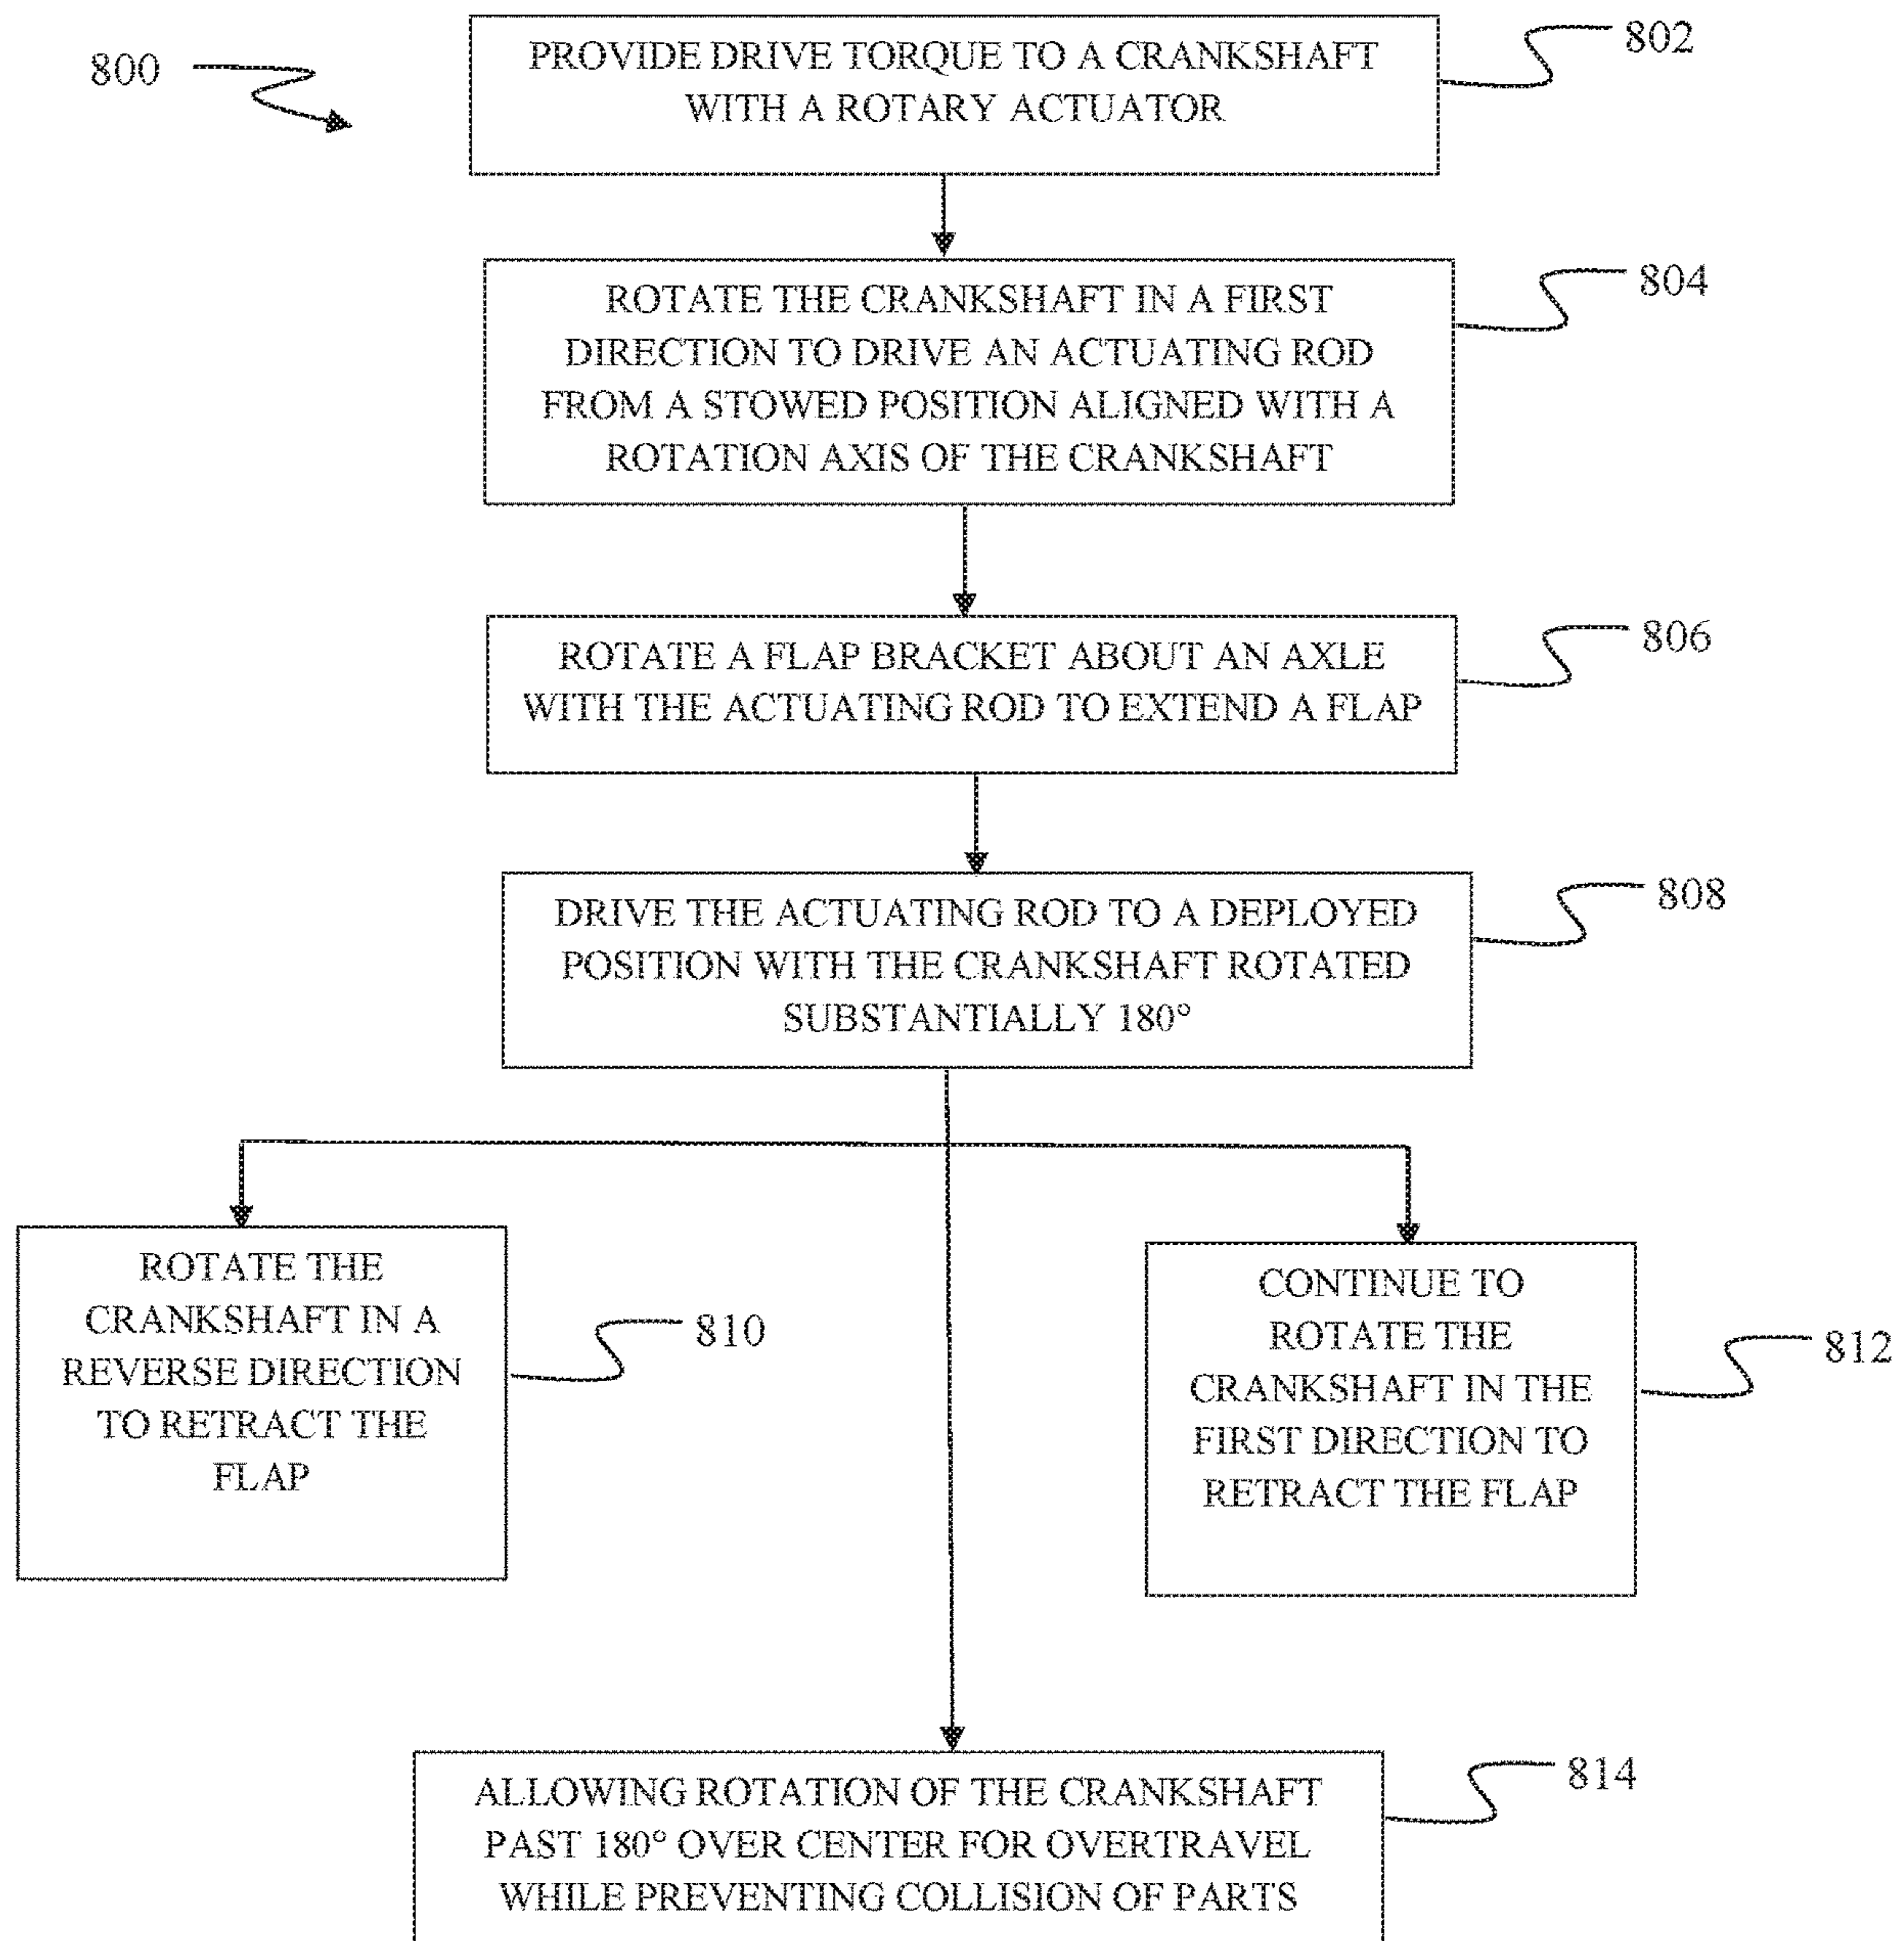 800
PROVIDE DRIVE TORQUE TO A CRANKSHAFT
WITH A ROTARY ACTUATOR
802
ROTATE THE CRANKSHAFT IN A FIRST
DIRECTION TO DRIVE AN ACTUATING ROD
FROM A STOWED POSITION ALIGNED WITH A
ROTATION AXIS OF THE CRANKSHAFT
804
ROTATE A FLAP BRACKET ABOUT AN AXLE
WITH THE ACTUATING ROD TO EXTEND A FLAP
806
DRIVE THE ACTUATING ROD TO A DEPLOYED
POSITION WITH THE CRANKSHAFT ROTATED
SUBSTANTIALLY 180°
808
ROTATE THE
CRANKSHAFT IN A
REVERSE DIRECTION
TO RETRACT THE
FLAP
810
CONTINUE TO
ROTATE THE
CRANKSHAFT IN THE
FIRST DIRECTION TO
RETRACT THE FLAP
812
ALLOWING ROTATION OF THE CRANKSHAFT
PAST 180° OVER CENTER FOR OVERTRAVEL
WHILE PREVENTING COLLISION OF PARTS
814